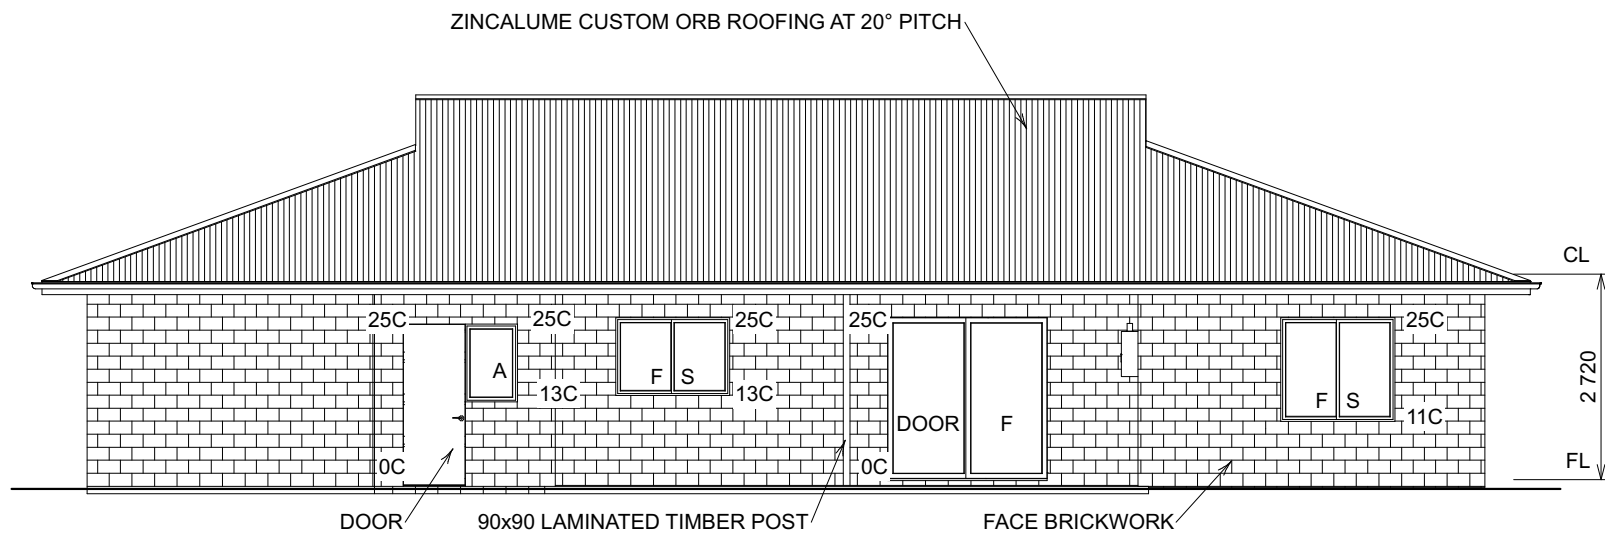 ZINCALUME CUSTOM ORB ROOFING AT 20° PITCH
CL
25C
25C
25C
25C
25C
2 720
A
F S
F S
13C
13C
11C
DOOR
F
0C
0C
FL
DOOR
90x90 LAMINATED TIMBER POST
FACE BRICKWORK